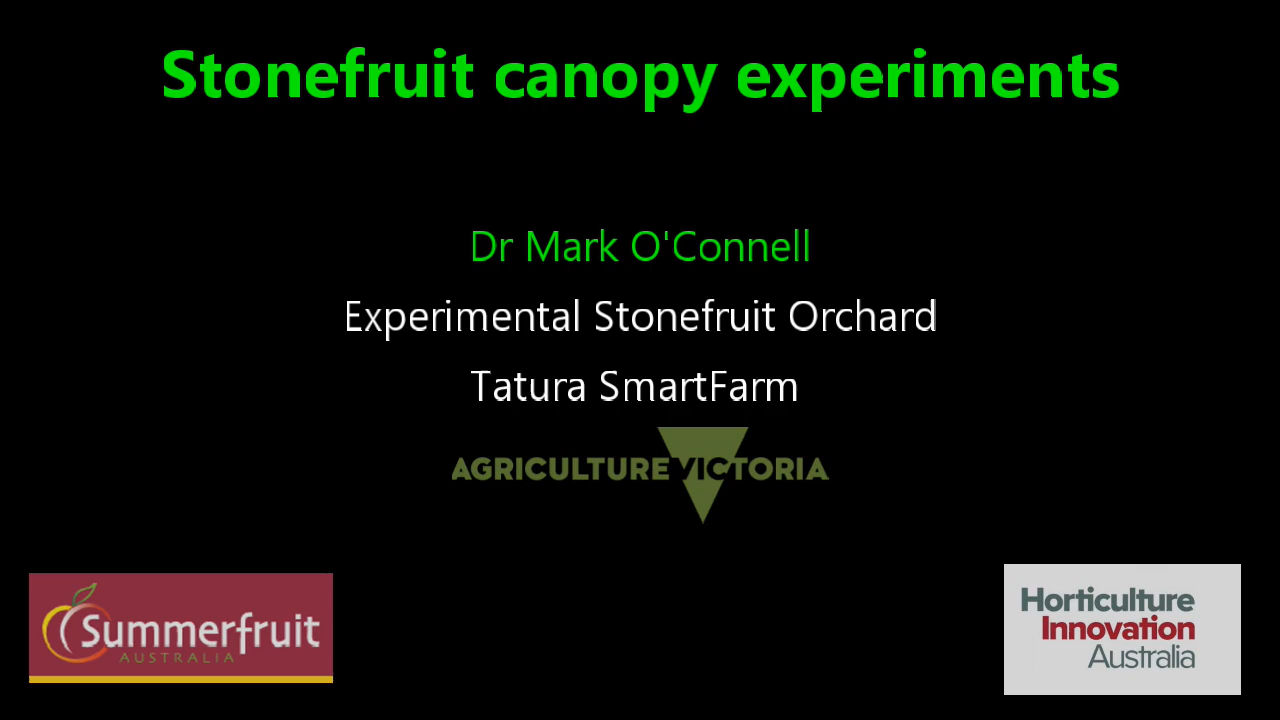 Stonefruit canopy experiments
Dr Mark O'Connell
Experimental Stonefruit Orchard
Tatura SmartFarm
AGRICULTURE VICTORIA
Summerfruit
AUSTRALIA
Horticulture
Innovation
Australia